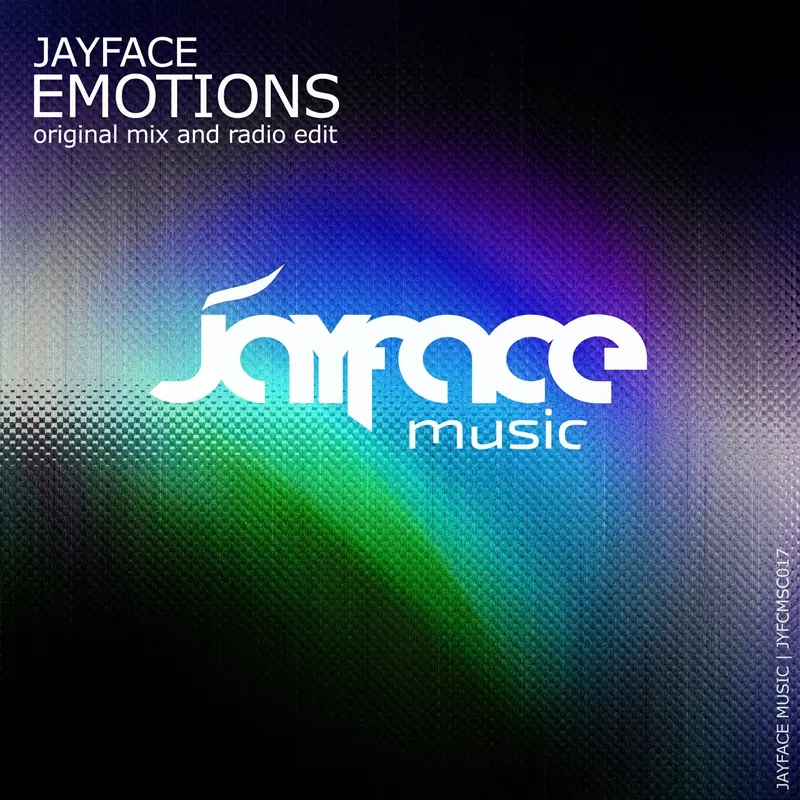 JAYFACE
EMOTIONS
original mix and radio edit
jayface
music
JAYFACE MUSIC | JYFCMSC017